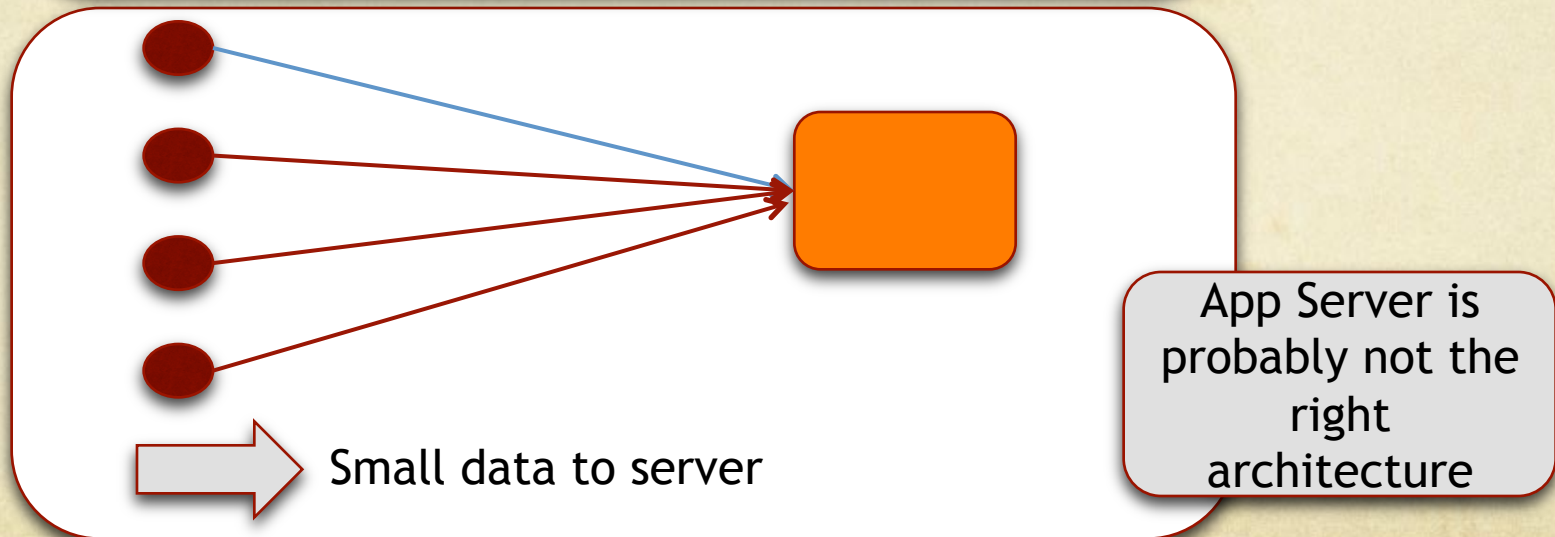 Small data to server
App Server is
probably not the
right
architecture